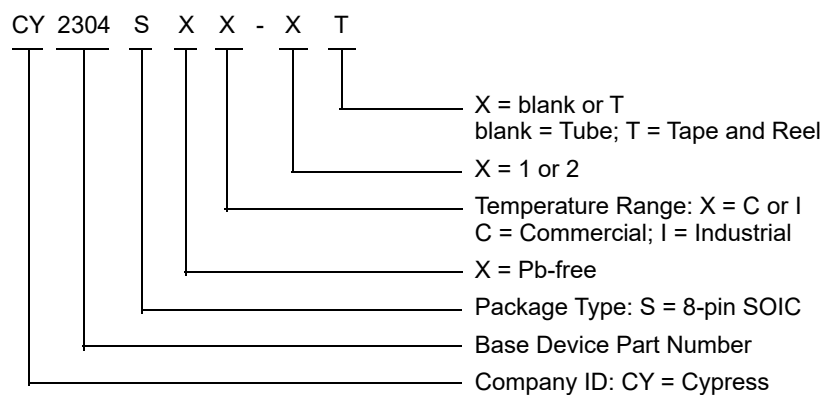 CY 2304 S X X - X T
X = blank or T
blank = Tube; T = Tape and Reel
X = 1 or 2
Temperature Range: X = C or I
C = Commercial; I = Industrial
X = Pb-free
Package Type: S = 8-pin SOIC
Base Device Part Number
Company ID: CY = Cypress